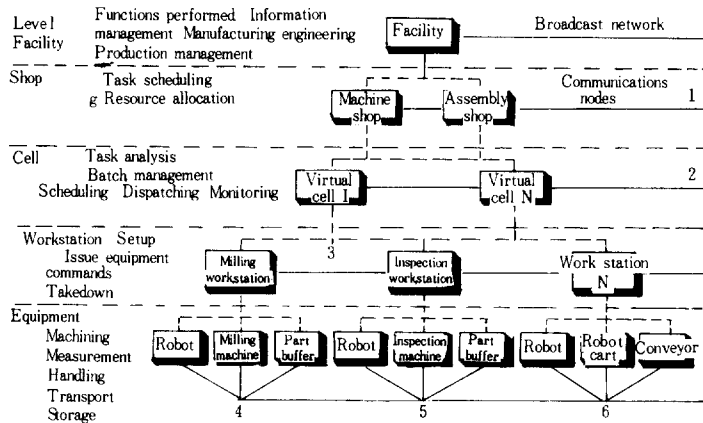 Level Functions performed Information
Facility management Manufacturing engineering
Production management
Facility
Broadcast network
Shop Task scheduling
g Resource allocation
Machine
shop
Assembly
shop
Communications
nodes
1
Cell Task analysis
Batch management
Scheduling Dispatching Monitoring
Virtual
cell I
Virtual
cell N
2
Workstation Setup
Issue equipment
commands
Takedown
Milling
workstation
3
Inspection
workstation
Work station
N
Equipment
Machining
Measurement
Handling
Transport
Storage
Robot
Milling
machine
Part
buffer
Robot
Inspection
machine
Part
buffer
Robot
Robot
cart
Conveyor
4
5
6